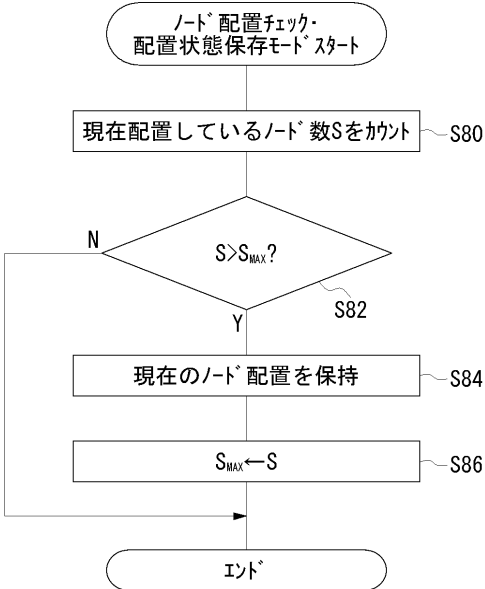 ﾉｰﾄﾞ配置ﾁｪｯｸ・
配置状態保存ﾓｰﾄﾞｽﾀｰﾄ
現在配置しているﾉｰﾄﾞ数Sをｶｳﾝﾄ
S80
N
S>SMAX?
S82
Y
現在のﾉｰﾄﾞ配置を保持
S84
SMAX←S
S86
ｴﾝﾄﾞ